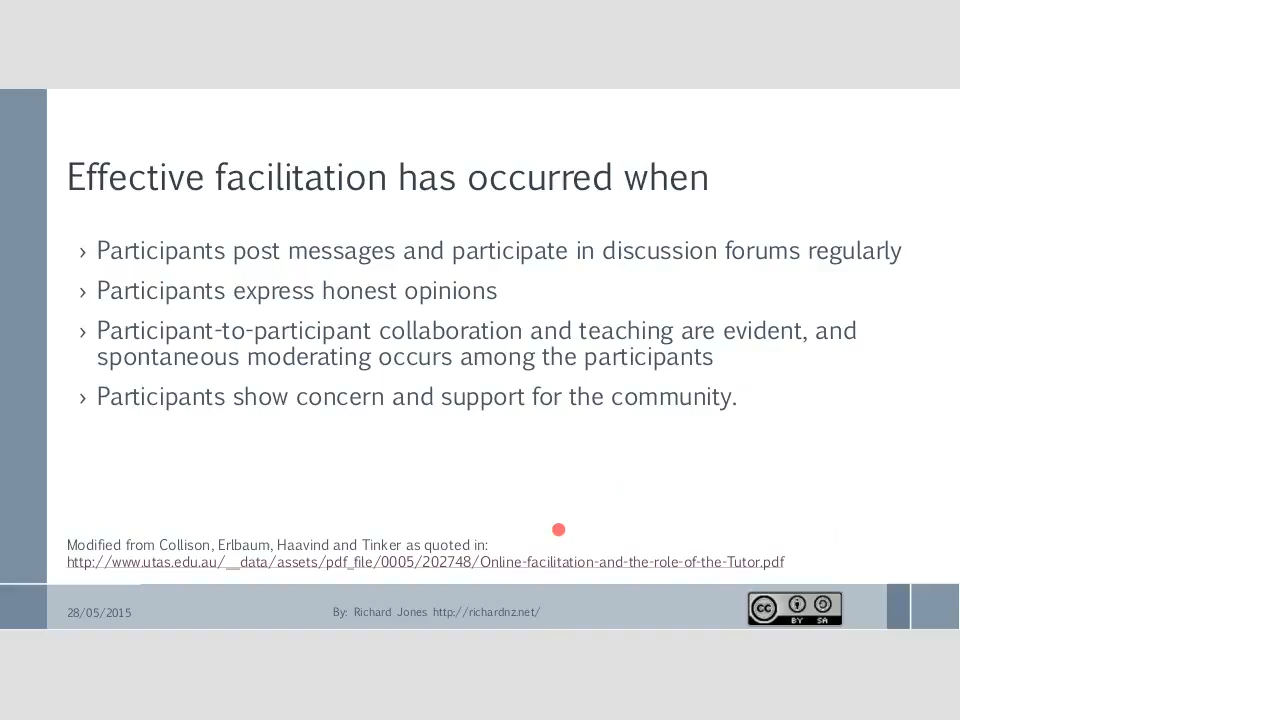 Effective facilitation has occurred when
› Participants post messages and participate in discussion forums regularly
› Participants express honest opinions
› Participant-to-participant collaboration and teaching are evident, and
spontaneous moderating occurs among the participants
› Participants show concern and support for the community.
Modified from Collison, Erlbaum, Haavind and Tinker as quoted in:
http://www.utas.edu.au/__data/assets/pdf_file/0005/202748/Online-facilitation-and-the-role-of-the-Tutor.pdf
28/05/2015
By: Richard Jones http://richardnz.net/
cc
BY SA